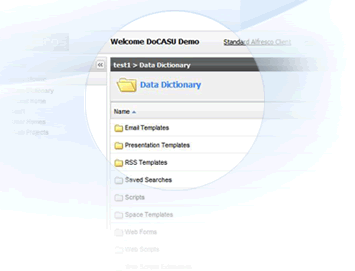 Welcome DoCASU Demo
Standard Alfresco Client
test1 > Data Dictionary
Data Dictionary
Name
Email Templates
Presentation Templates
RSS Templates
Saved Searches
Scripts
Space Templates
Web Forms
Web Scripts